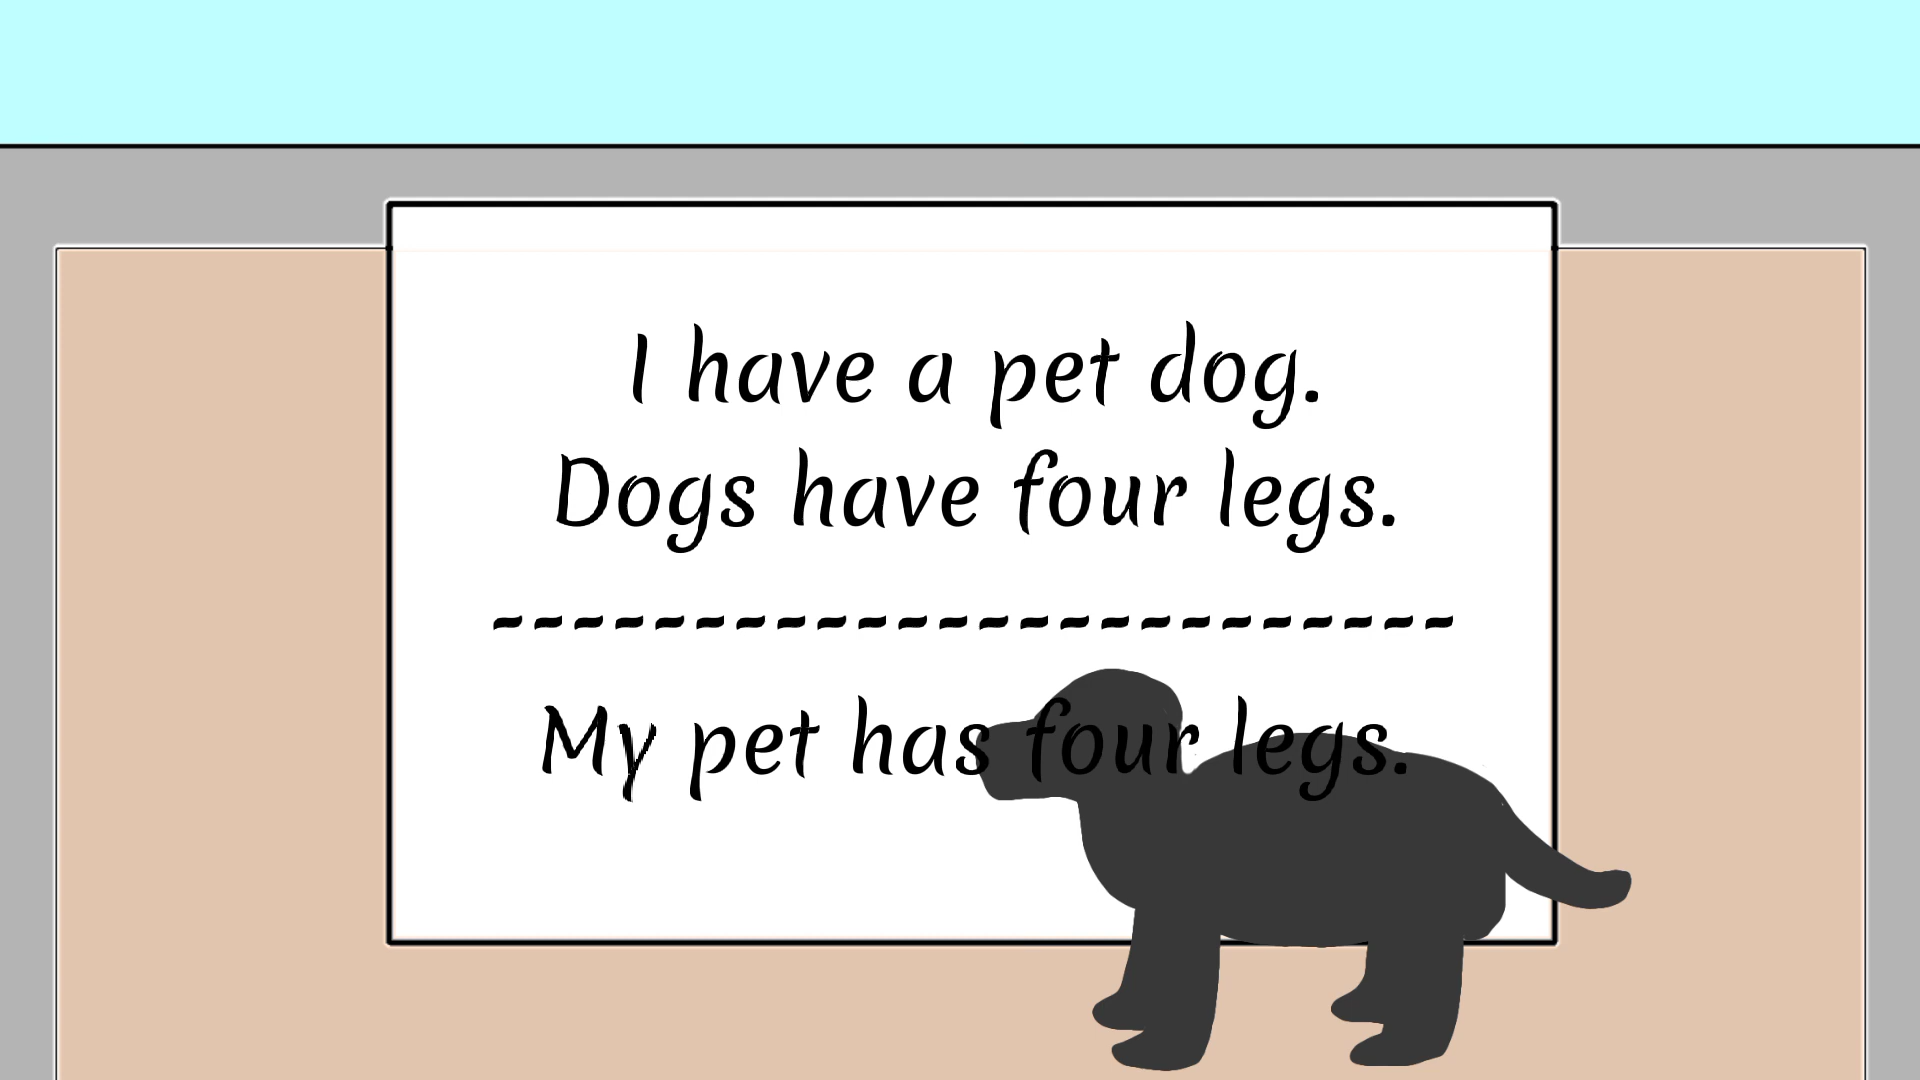 I have a pet dog.
Dogs have four legs.
------------------------
My pet has four legs.